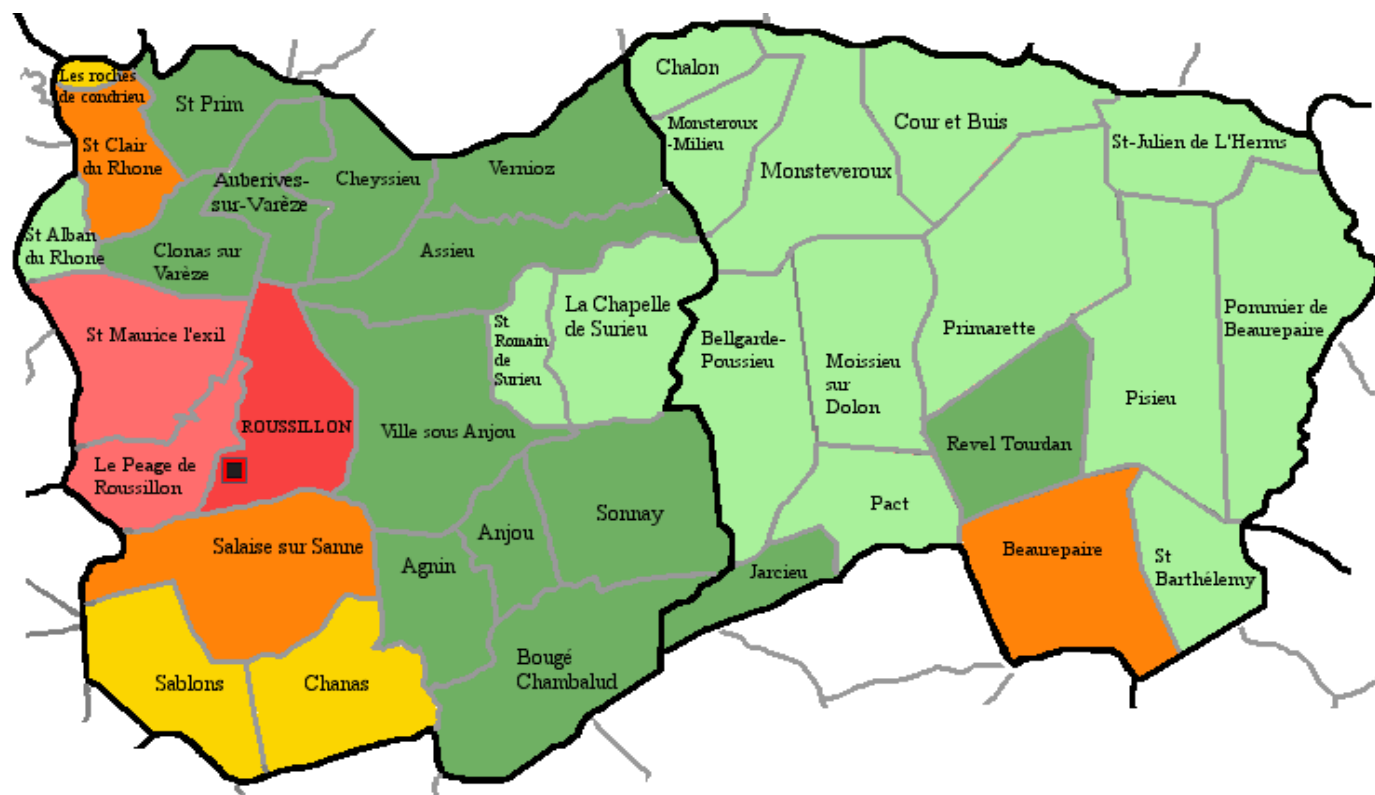 Les roches
de condrieu
St Prim
St Clair
du Rhone
Auberives-
sur-Varèze
Cheyssieu
Vernioz
St Alban
du Rhone
Clonas sur
Varèze
Assieu
St Maurice l'exil
ROUSSILLON
Le Peage de
Roussillon
Ville sous Anjou
St
Romain
de
Surieu
La Chapelle
de Surieu
Salaise sur Sanne
Agnin
Anjou
Sonnay
Sablons
Chanas
Bougé
Chambalud
Jarcieu
Chalon
Monsteroux
-Milieu
Monsteveroux
Cour et Buis
St-Julien de L'Herms
Bellgarde-
Poussieu
Moissieu
sur
Dolon
Primarette
Pommier de
Beaurepaire
Pisieu
Revel Tourdan
Pact
Beaurepaire
St
Barthélemy